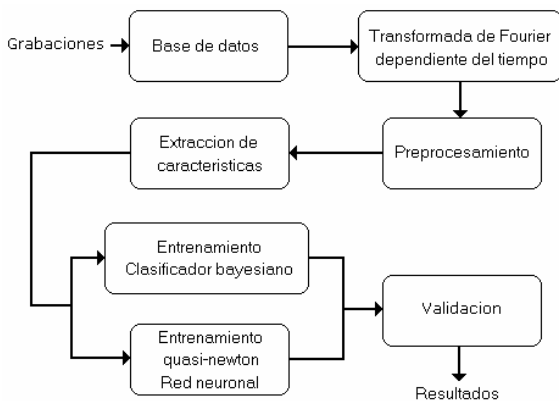 Grabaciones
Base de datos
Transformada de Fourier
dependiente del tiempo
Extraccion de
caracteristicas
Preprocesamiento
Entrenamiento
Clasificador bayesiano
Validacion
Entrenamiento
quasi-newton
Red neuronal
Resultados